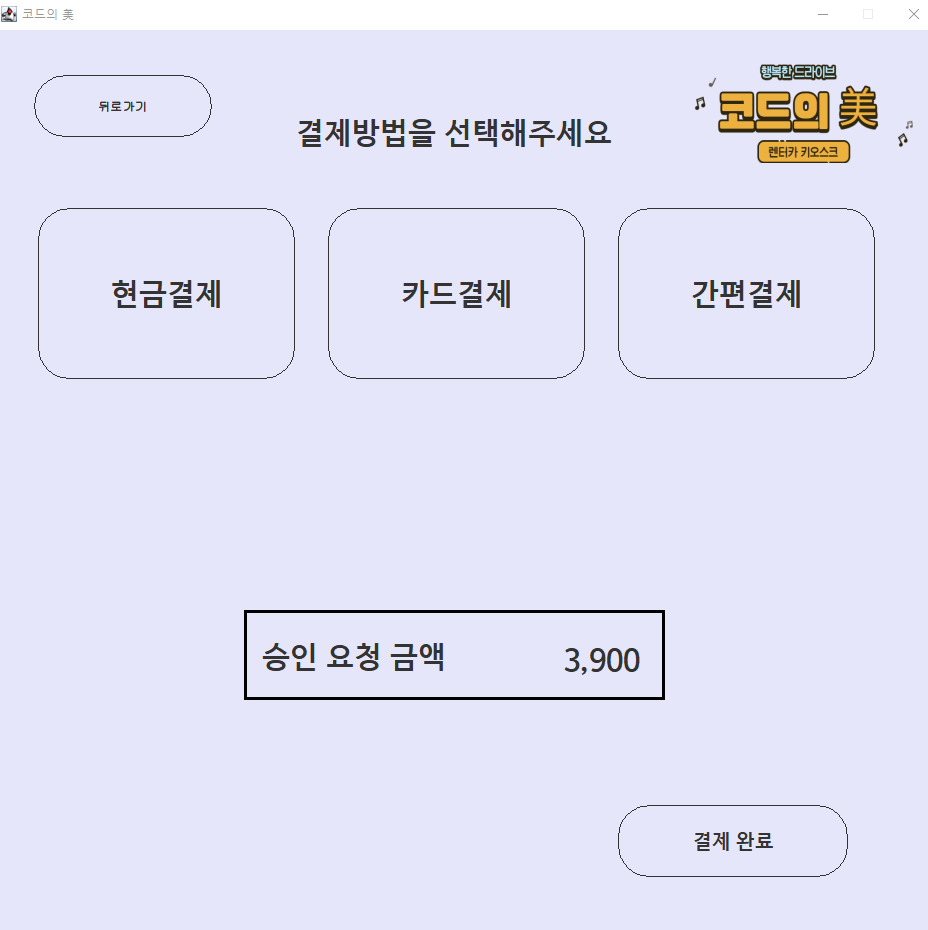 코드의 美
뒤로가기
결제방법을 선택해주세요
행복한 드라이브
코드의 美
렌터카 키오스크
현금결제
카드결제
간편결제
승인 요청 금액 3,900
결제 완료